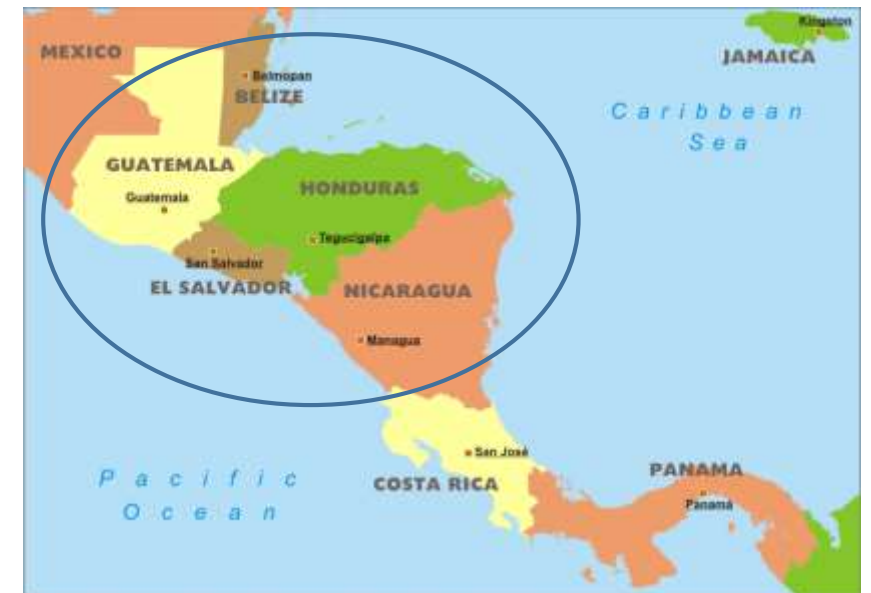 Kingston
MEXICO
JAMAICA
Belmopan
BELIZE
Caribbean
Sea
GUATEMALA
HONDURAS
Guatemala
Tegucigalpa
San Salvador
EL SALVADOR
NICARAGUA
Managua
San José
PANAMA
Pacific
COSTA RICA
Panamá
Ocean